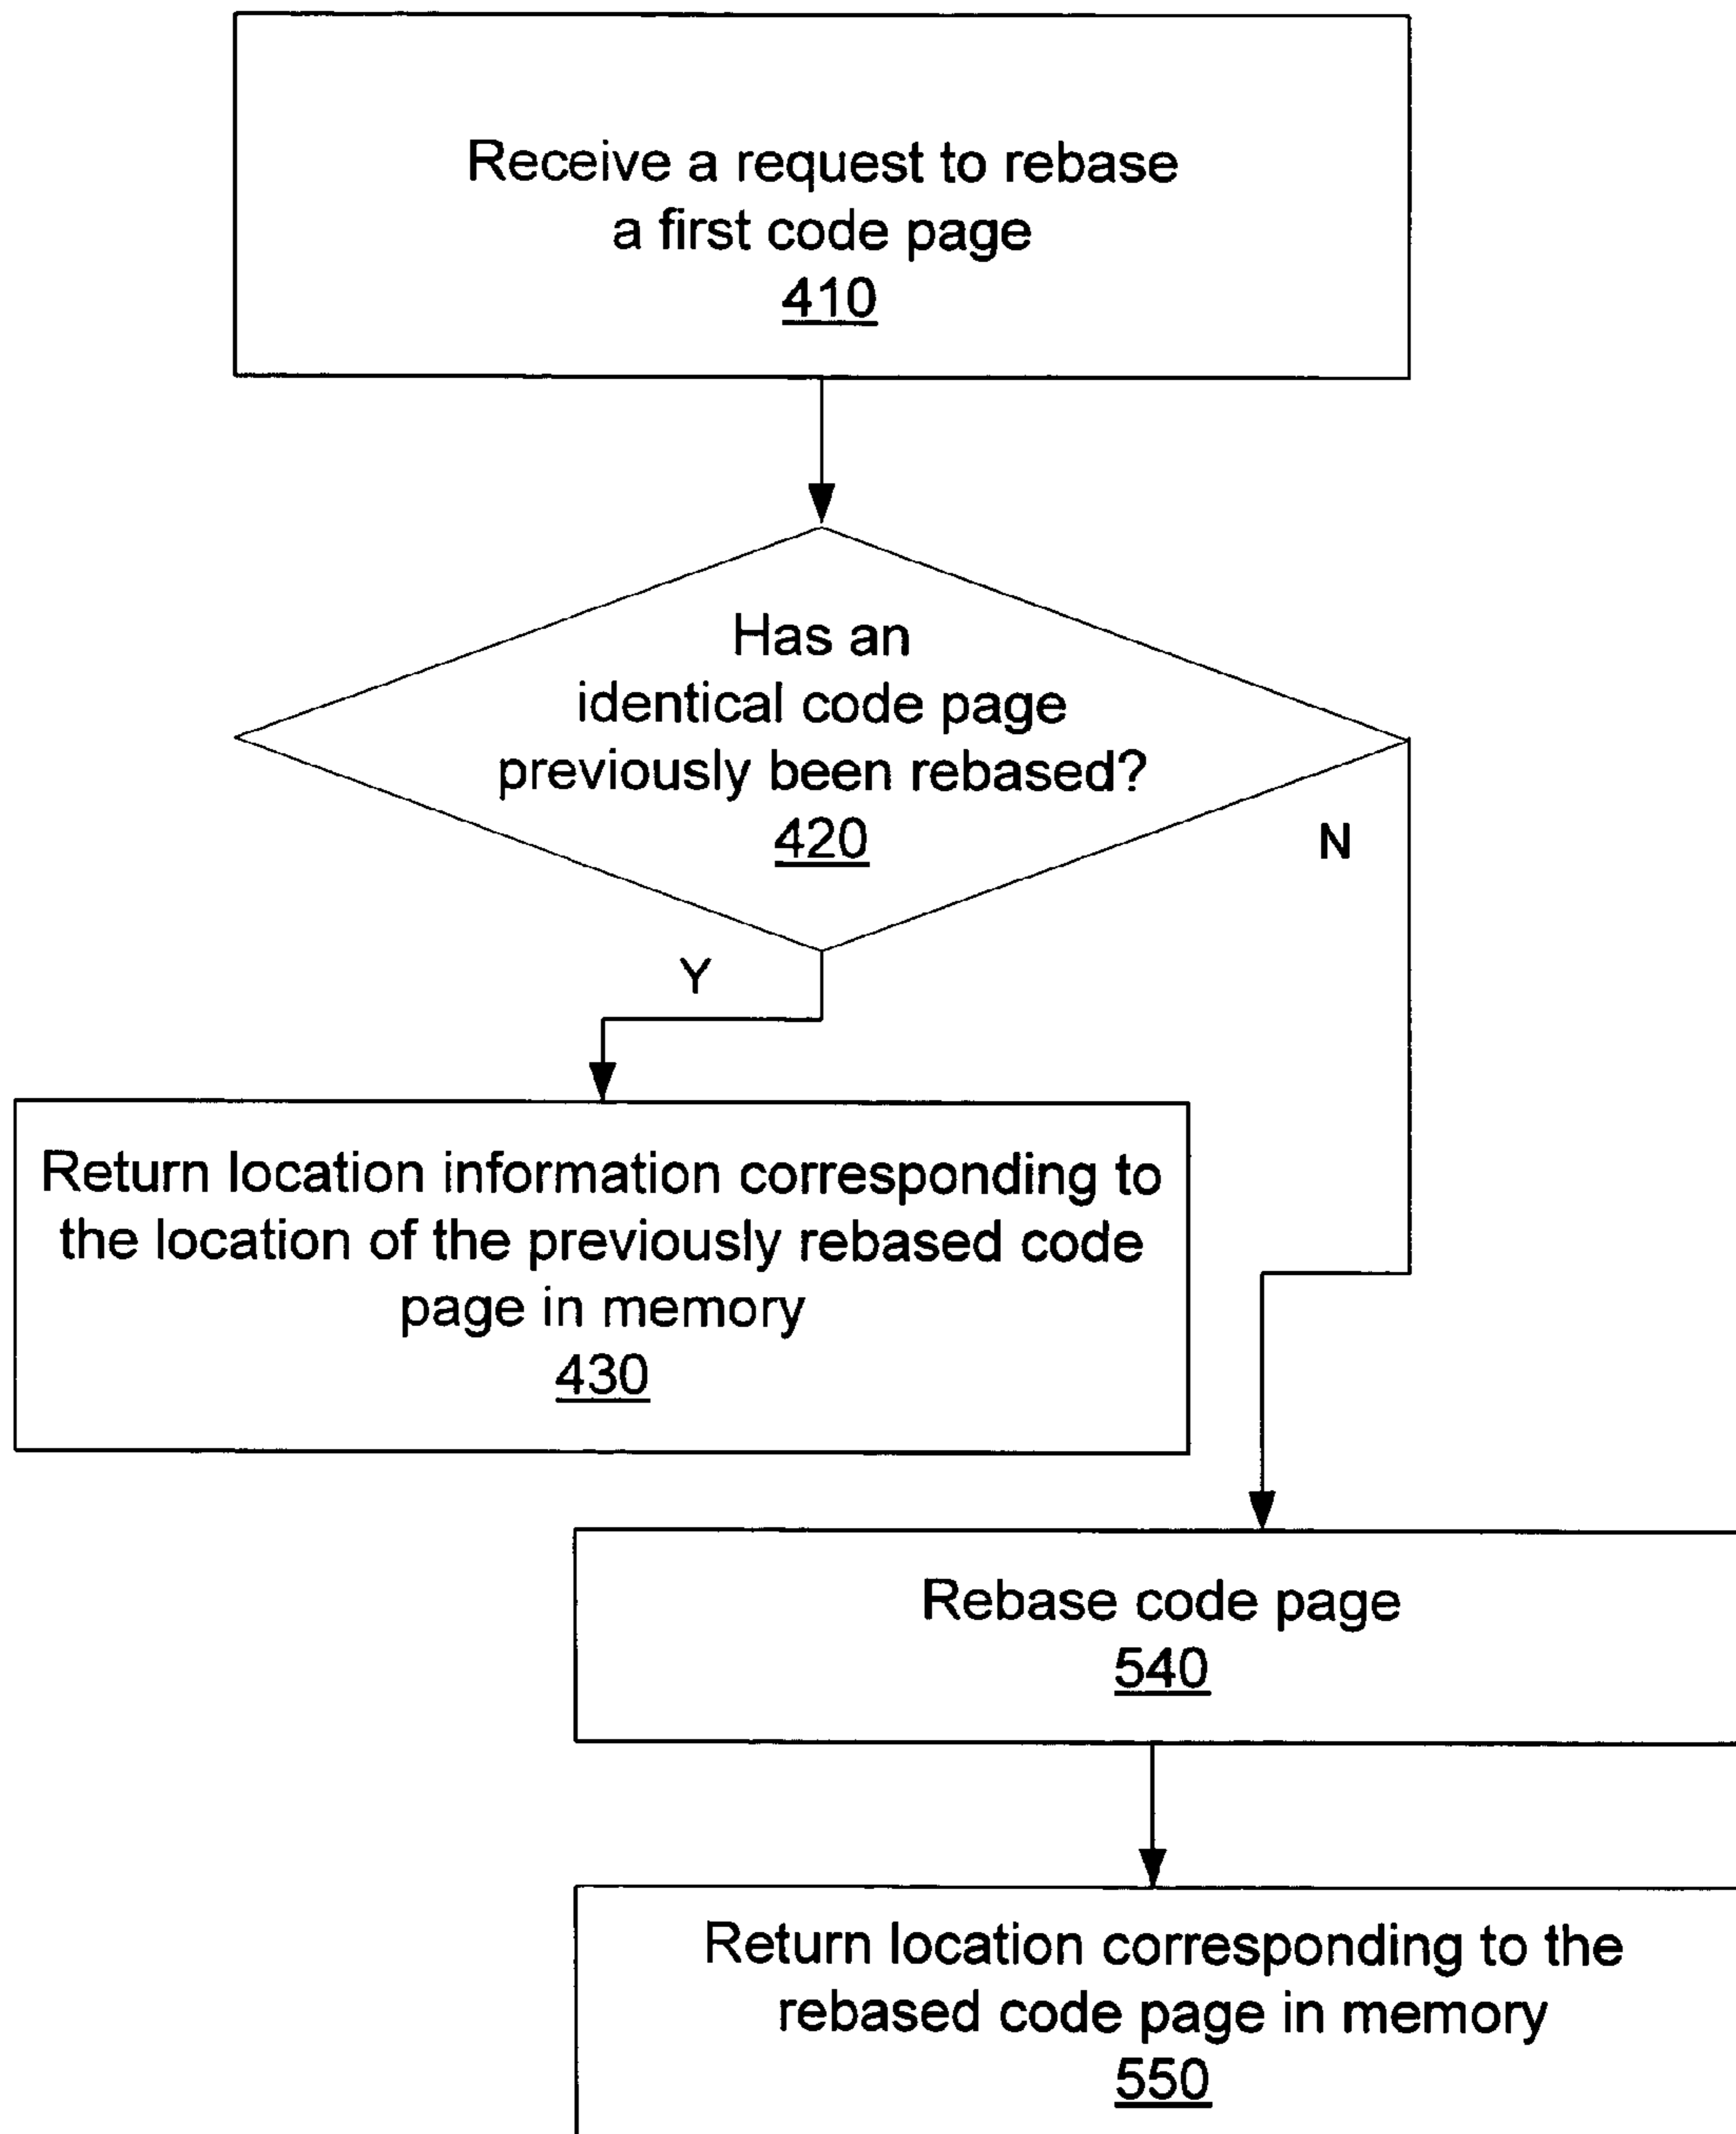 Receive a request to rebase
a first code page
410
Has an
identical code page
previously been rebased?
420
N
Y
Return location information corresponding to
the location of the previously rebased code
page in memory
430
Rebase code page
540
Return location corresponding to the
rebased code page in memory
550